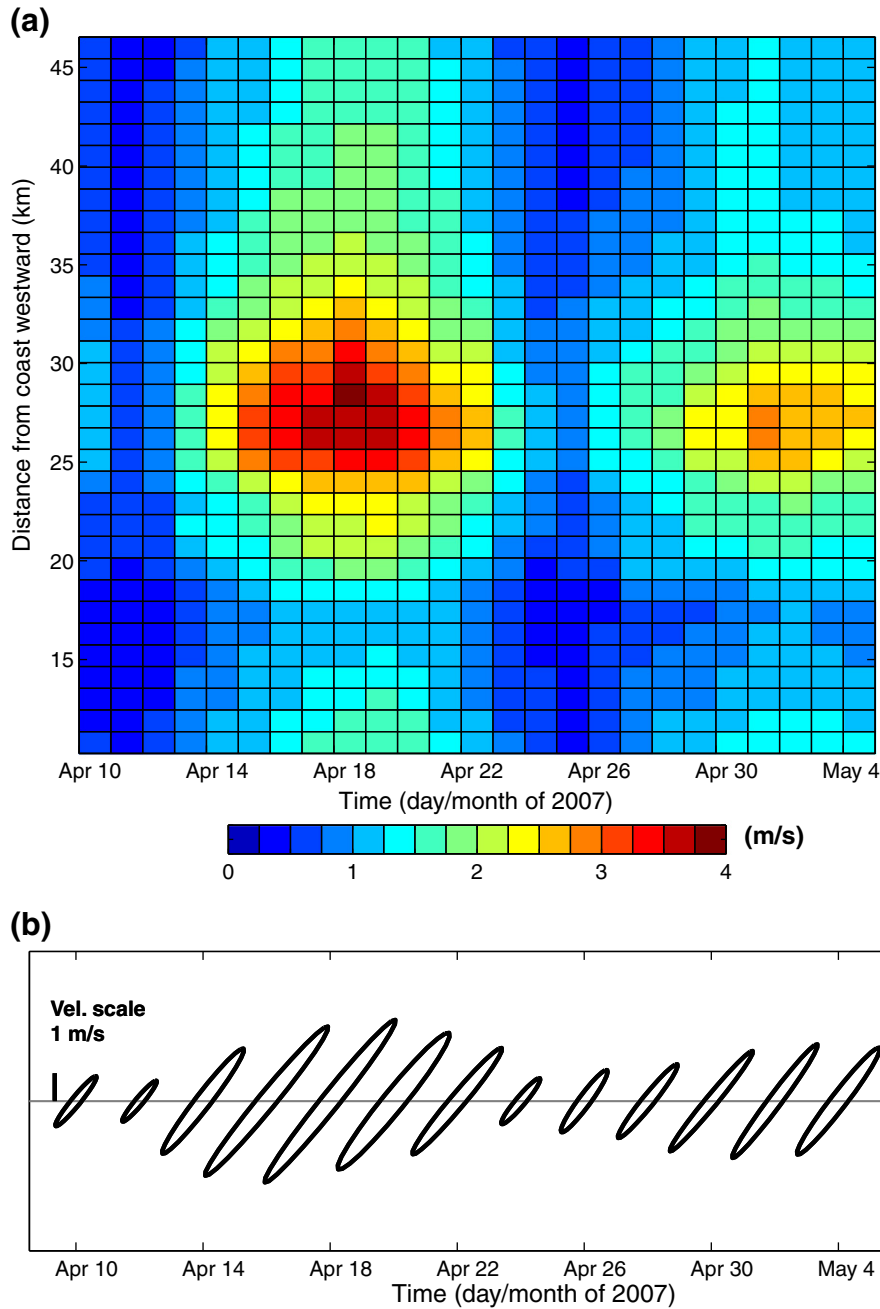 (a)
45
40
35
30
25
20
15
Distance from coast westward (km)
Apr 10 Apr 14 Apr 18 Apr 22 Apr 26 Apr 30 May 4
Time (day/month of 2007)
0 1 2 3 4 (m/s)
(b)
Vel. scale
1 m/s
Apr 10 Apr 14 Apr 18 Apr 22 Apr 26 Apr 30 May 4
Time (day/month of 2007)